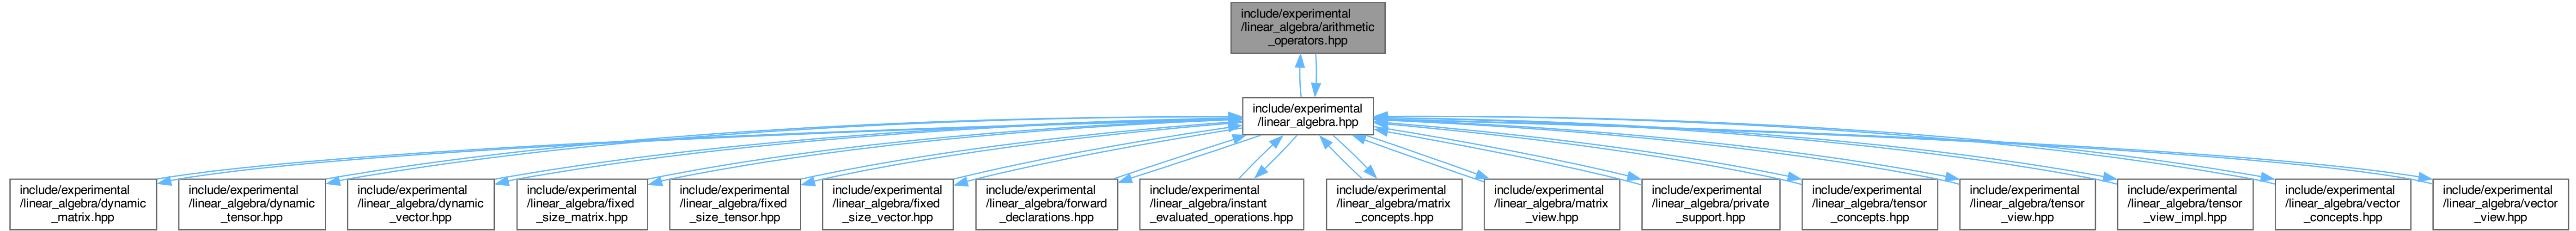 include/experimental
/linear_algebra/arithmetic
_operators.hpp
include/experimental
/linear_algebra.hpp
include/experimental
/linear_algebra/dynamic
_matrix.hpp
include/experimental
/linear_algebra/dynamic
_tensor.hpp
include/experimental
/linear_algebra/dynamic
_vector.hpp
include/experimental
/linear_algebra/fixed
_size_matrix.hpp
include/experimental
/linear_algebra/fixed
_size_tensor.hpp
include/experimental
/linear_algebra/fixed
_size_vector.hpp
include/experimental
/linear_algebra/forward
_declarations.hpp
include/experimental
/linear_algebra/instant
_evaluated_operations.hpp
include/experimental
/linear_algebra/matrix
_concepts.hpp
include/experimental
/linear_algebra/matrix
_view.hpp
include/experimental
/linear_algebra/private
_support.hpp
include/experimental
/linear_algebra/tensor
_concepts.hpp
include/experimental
/linear_algebra/tensor
_view.hpp
include/experimental
/linear_algebra/tensor
_view_impl.hpp
include/experimental
/linear_algebra/vector
_concepts.hpp
include/experimental
/linear_algebra/vector
_view.hpp